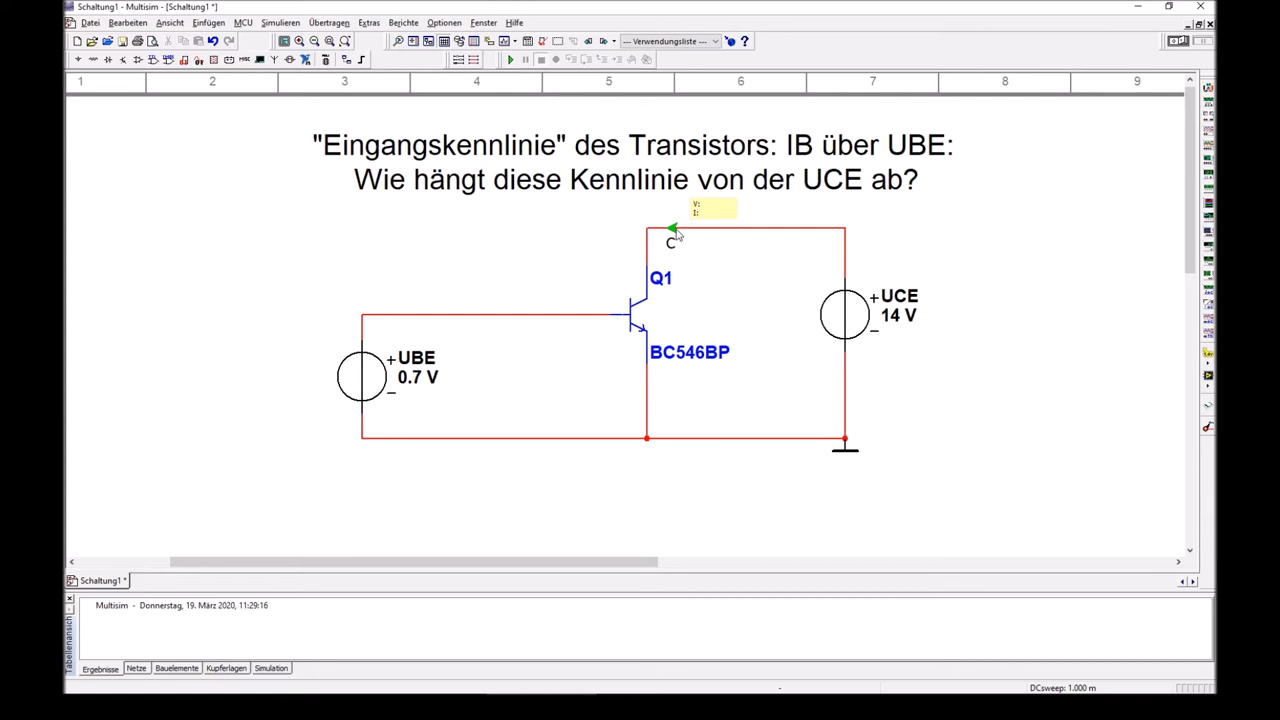 Schaltung1 - Multisim - [Schaltung1 *]
Datei Bearbeiten Ansicht Einfügen MCU Simulieren Übertragen Extras Berichte Optionen Fenster Hilfe
--- Verwendungsliste ---
1 2 3 4 5 6 7 8 9
"Eingangskennlinie" des Transistors: IB über UBE:
Wie hängt diese Kennlinie von der UCE ab?
V:
I:
C
Q1
+ UCE
14 V
−
BC546BP
+ UBE
0.7 V
−
Schaltung1 *
Multisim - Donnerstag, 19. März 2020, 11:29:16
Tabellenansicht
Ergebnisse Netze Bauelemente Kupferlagen Simulation
- DCsweep: 1.000 m